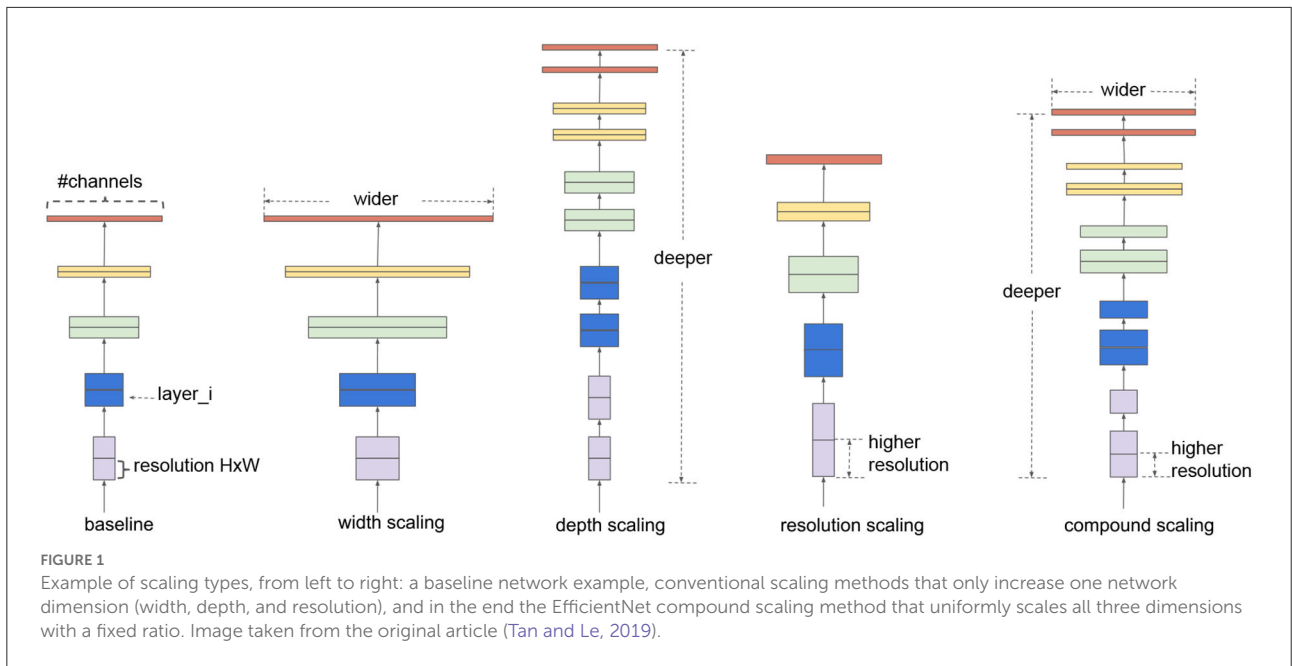 #channels
layer_i
resolution HxW
baseline
wider
width scaling
deeper
depth scaling
higher
resolution
resolution scaling
wider
deeper
higher
resolution
compound scaling
FIGURE 1
Example of scaling types, from left to right: a baseline network example, conventional scaling methods that only increase one network
dimension (width, depth, and resolution), and in the end the EfficientNet compound scaling method that uniformly scales all three dimensions
with a fixed ratio. Image taken from the original article (Tan and Le, 2019).